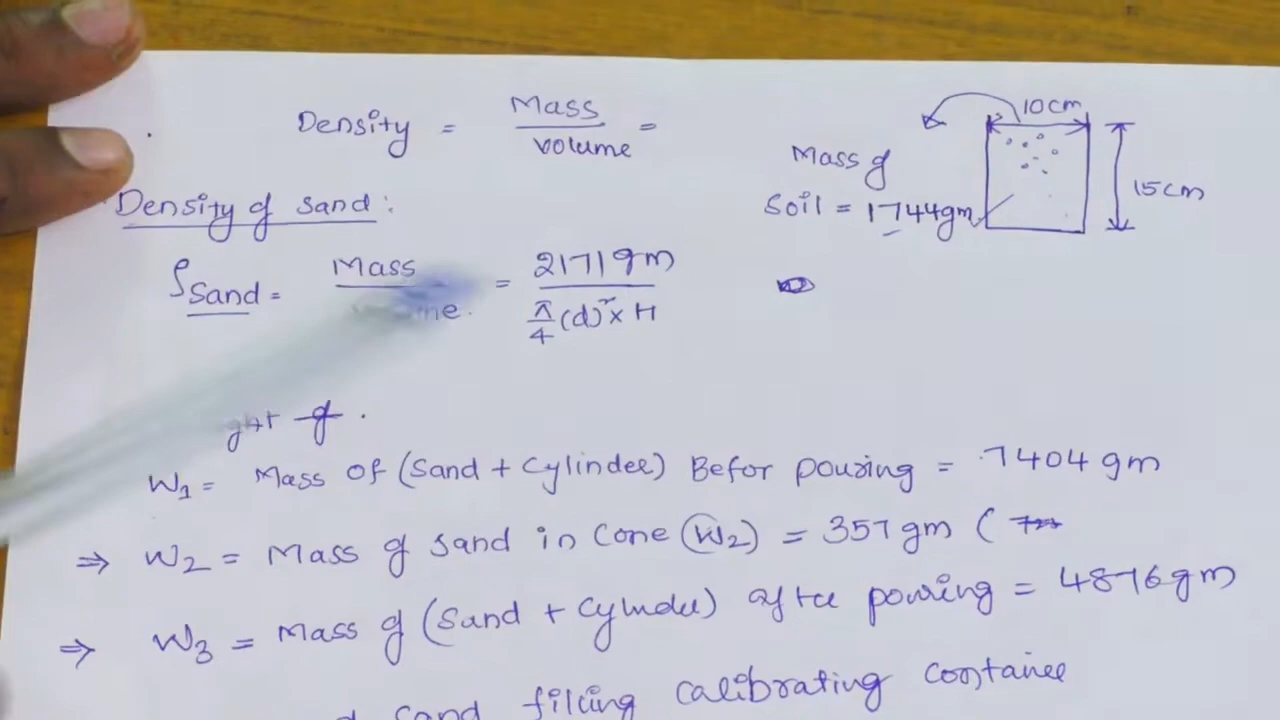 Density = Mass / Volume =
10cm
Mass of
Soil = 1744gm
15cm
Density of sand:
ρSand = Mass = 2171gm / π/4 (d)² x H
W1 = Mass Of (Sand + Cylinder) Befor pouring = 7404 gm
⇒ W2 = Mass of sand in Cone (W2) = 357 gm (
⇒ W3 = Mass of (Sand + Cylinder) after pouring = 4876 gm
Sand filling calibrating container